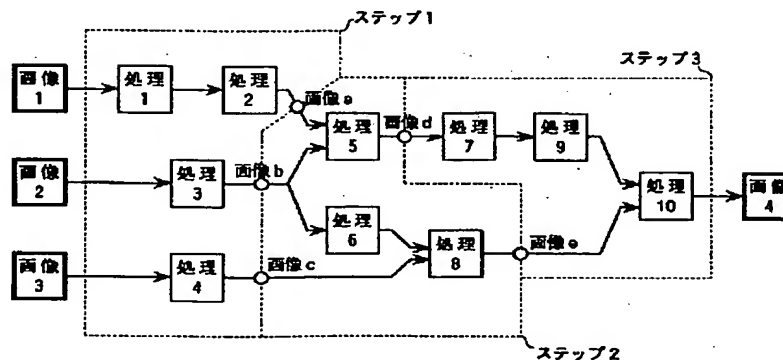 ステップ1
ステップ3
画像
1
処理
1
処理
2
画像a
処理
5
画像d
処理
7
処理
9
画像
2
処理
3
画像b
処理
10
画像
4
処理
6
処理
8
画像e
画像
3
処理
4
画像c
ステップ2